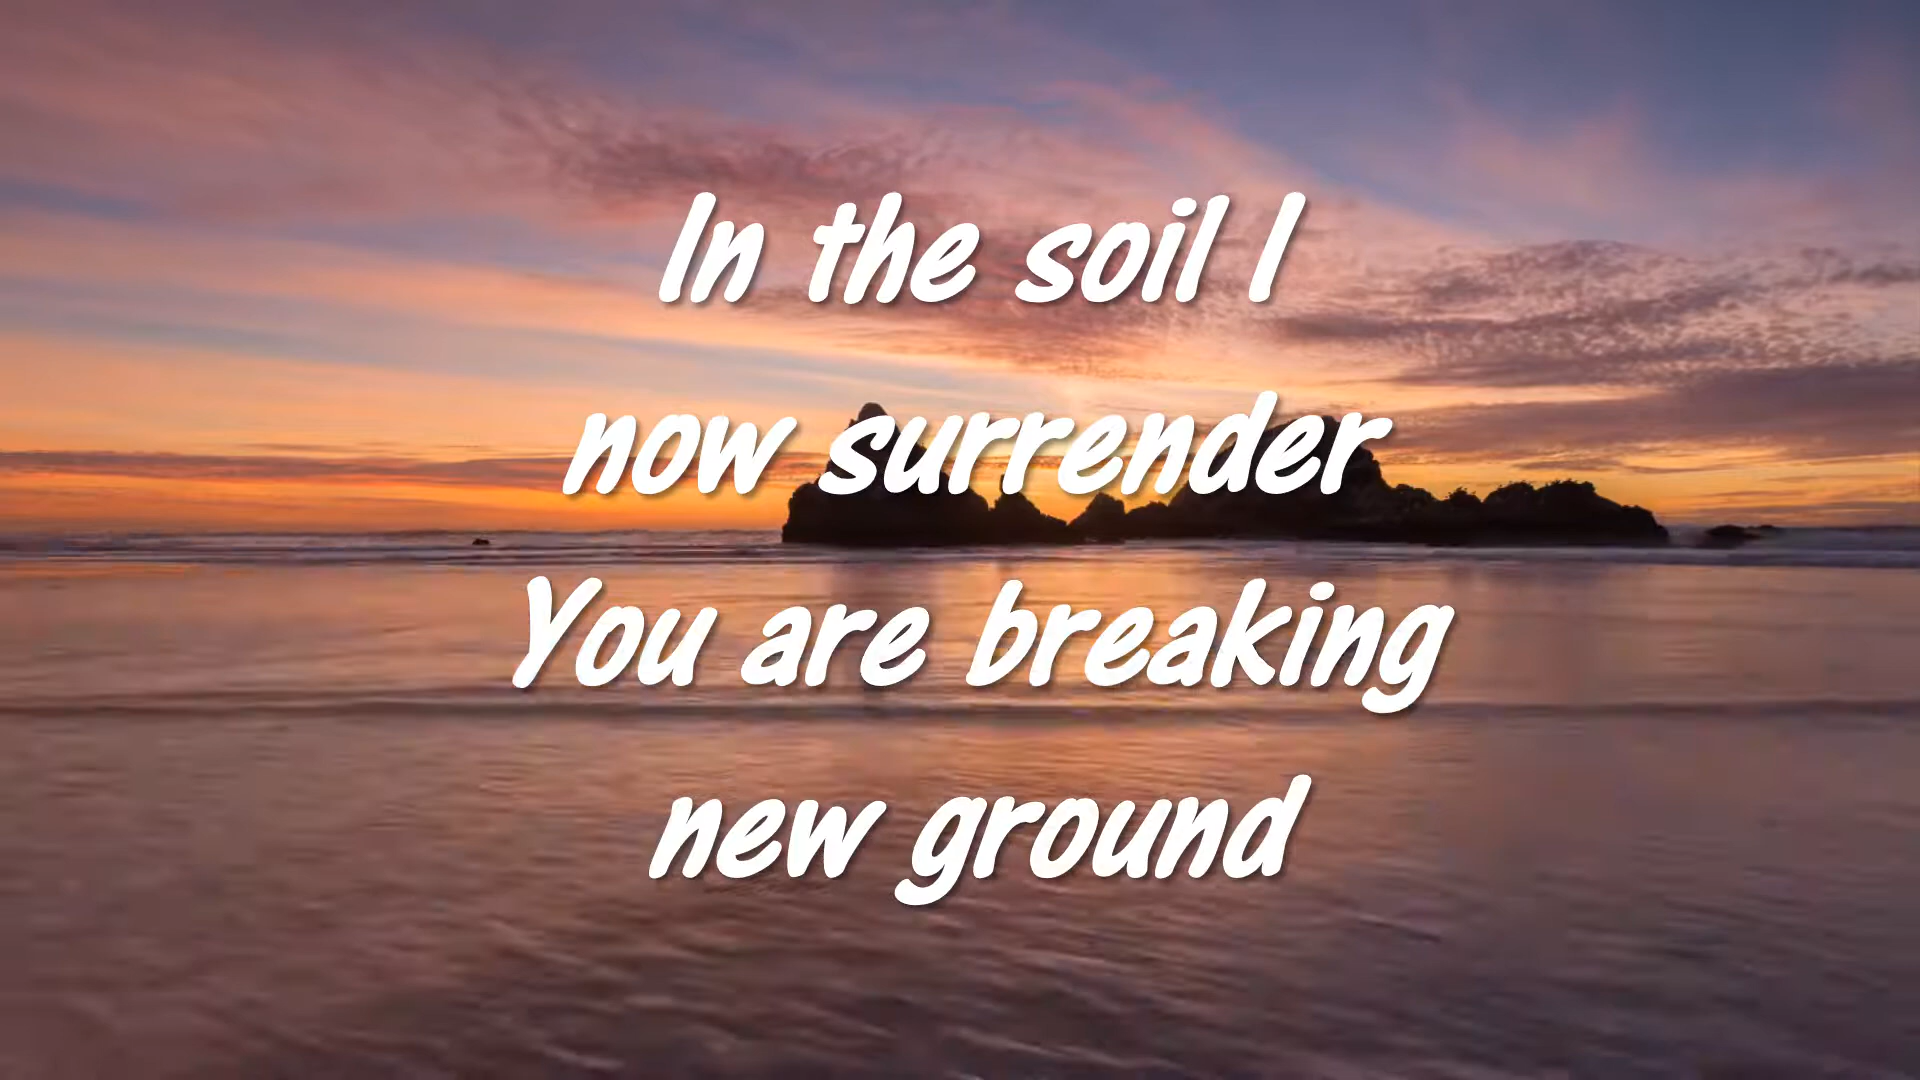 In the soil I
now surrender
You are breaking
new ground